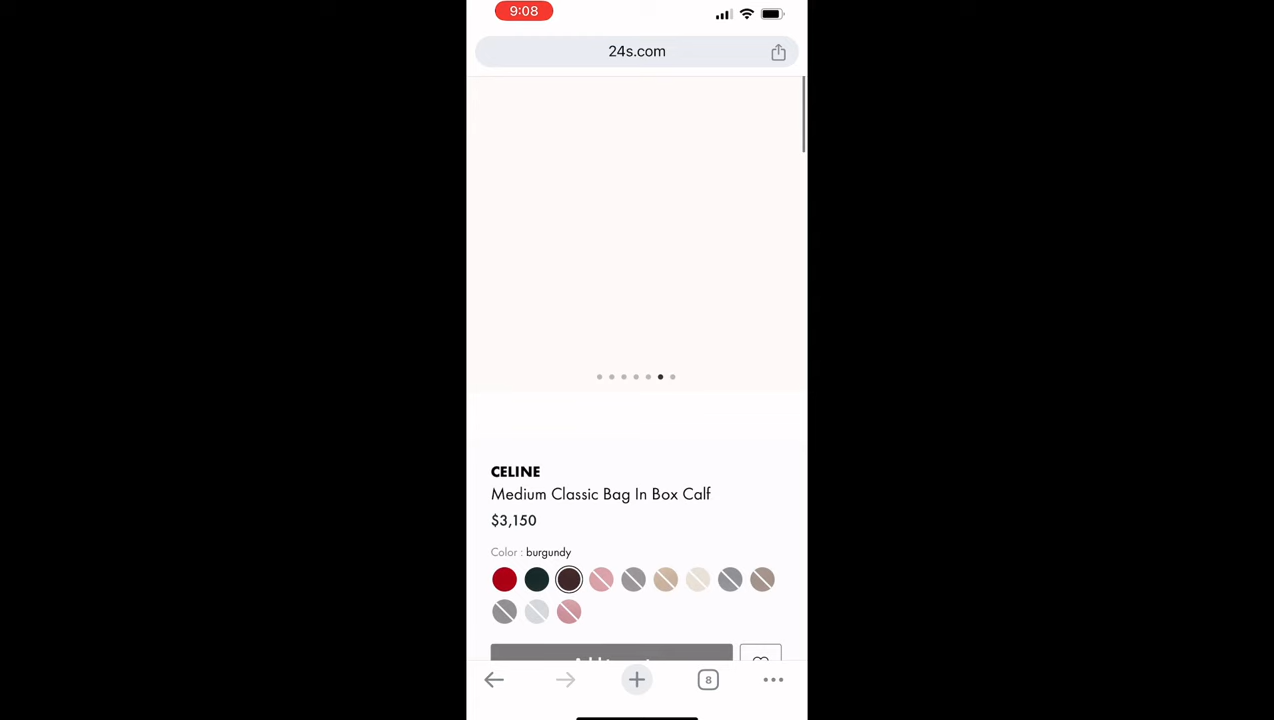 9:08
24s.com
CELINE
Medium Classic Bag In Box Calf
$3,150
Color : burgundy
8